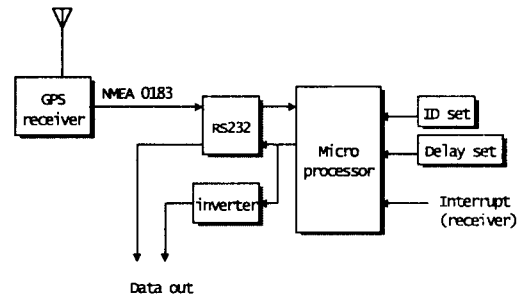 NMEA 0183
GPS
receiver
RS232
Micro
processor
ID set
Delay set
inverter
Interrupt
(receiver)
Data out